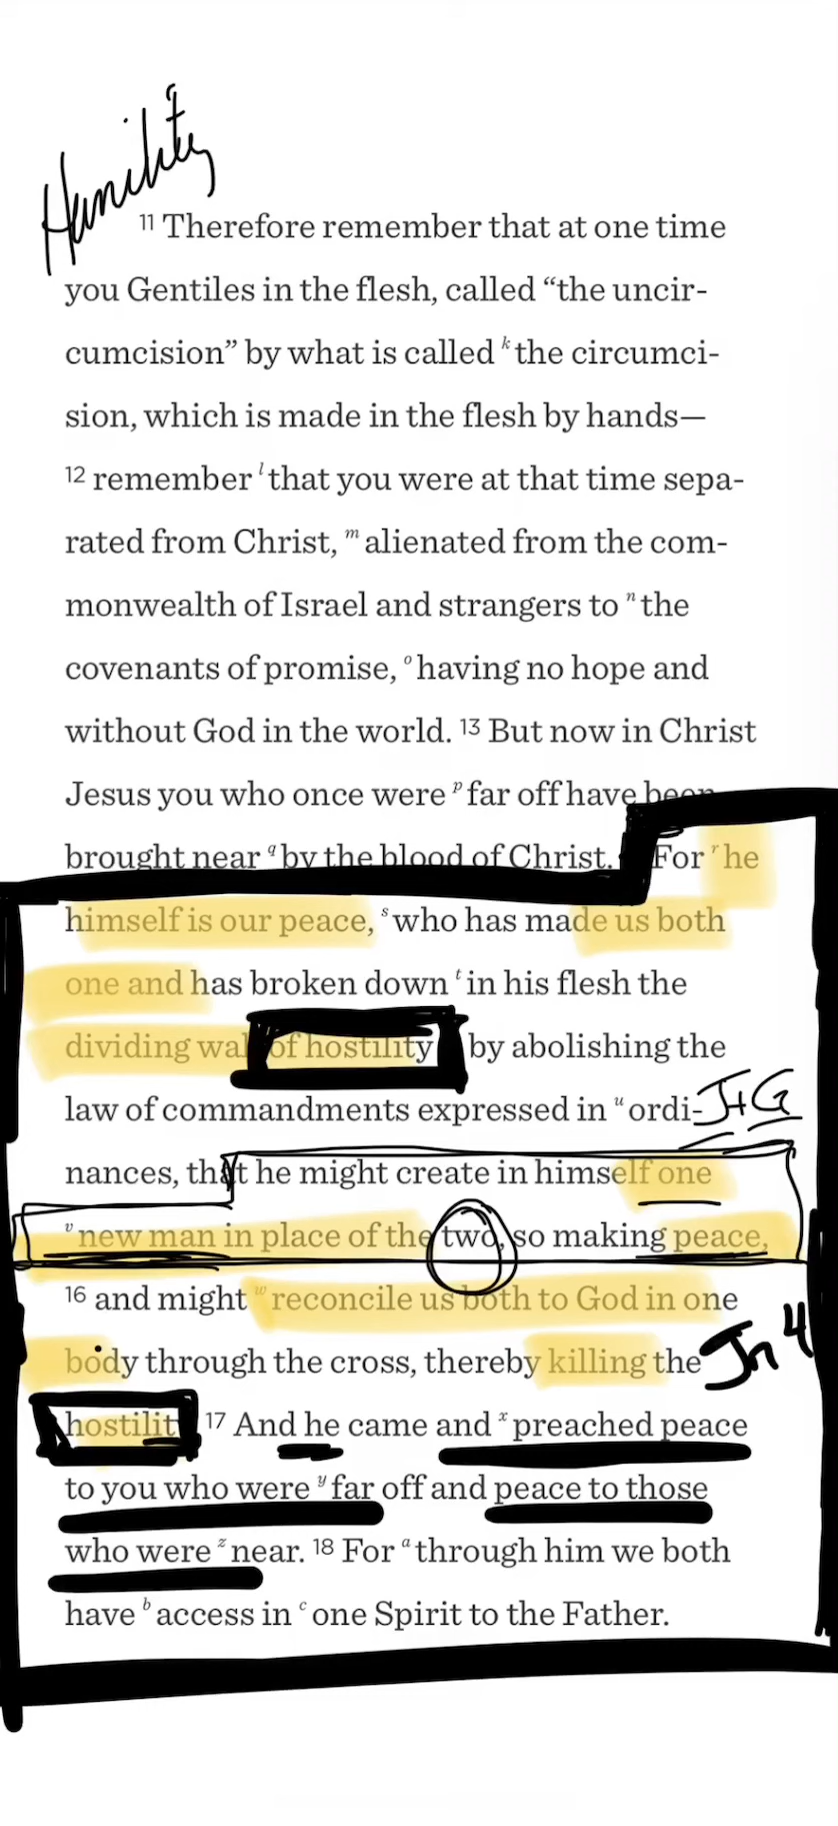 Humility
11 Therefore remember that at one time
you Gentiles in the flesh, called “the uncir-
cumcision” by what is called k the circumci-
sion, which is made in the flesh by hands—
12 remember l that you were at that time sepa-
rated from Christ, m alienated from the com-
monwealth of Israel and strangers to n the
covenants of promise, o having no hope and
without God in the world. 13 But now in Christ
Jesus you who once were p far off have been
brought near q by the blood of Christ. For r he
himself is our peace, s who has made us both
one and has broken down t in his flesh the
dividing wall of hostility by abolishing the
law of commandments expressed in u ordi- J+G
nances, that he might create in himself one
v new man in place of the two, so making peace,
16 and might w reconcile us both to God in one
body through the cross, thereby killing the Jn 4
hostility 17 And he came and x preached peace
to you who were y far off and peace to those
who were z near. 18 For a through him we both
have b access in c one Spirit to the Father.